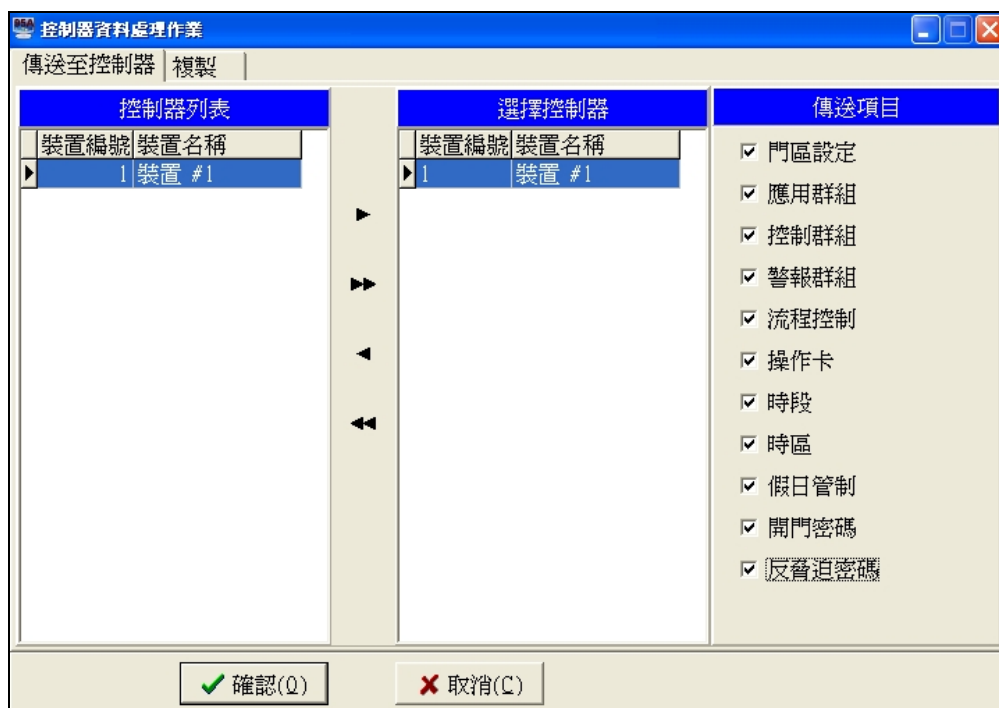 控制器資料處理作業
傳送至控制器 複製
控制器列表
裝置編號 裝置名稱
1 裝置 #1
選擇控制器
裝置編號 裝置名稱
1 裝置 #1
傳送項目
門區設定
應用群組
控制群組
警報群組
流程控制
操作卡
時段
時區
假日管制
開門密碼
反脅迫密碼
確認(O) 取消(C)